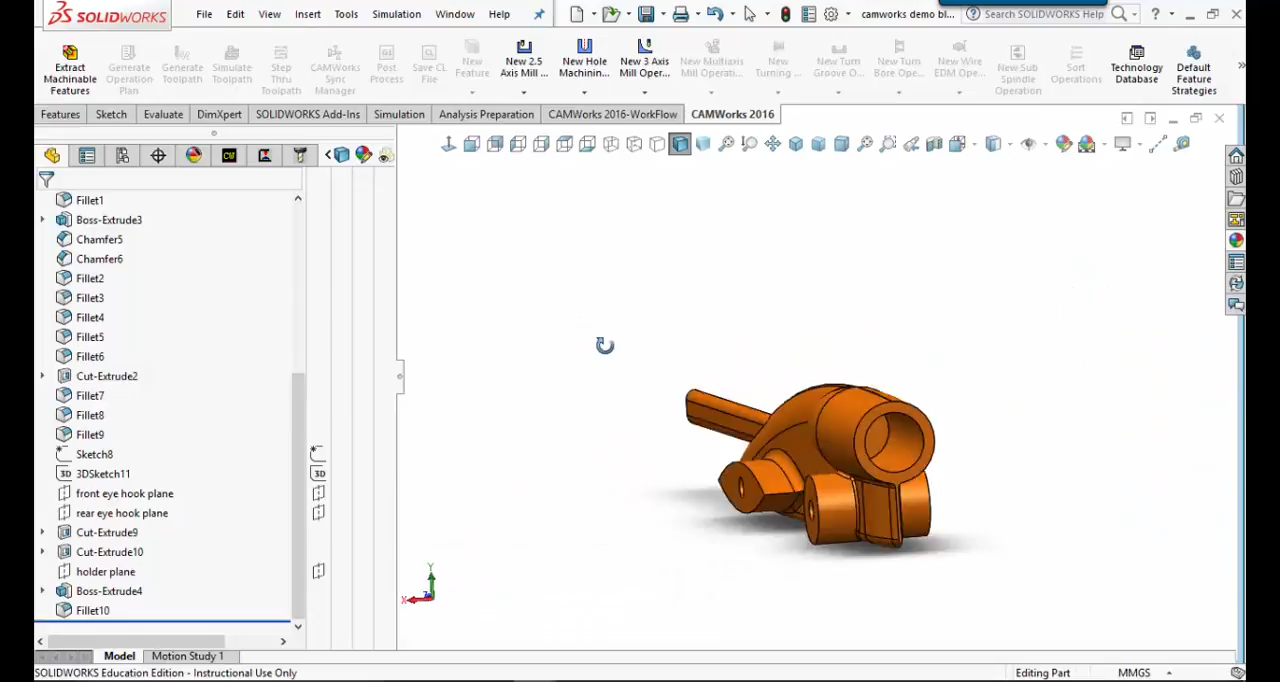 SOLIDWORKS File Edit View Insert Tools Simulation Window Help camworks demo bl... Search SOLIDWORKS Help ?
Extract Machinable Features
Generate Operation Plan
Generate Toolpath
Simulate Toolpath
Step Thru Toolpath
CAMWorks Sync Manager
Post Process
Save CL File
New Feature
New 2.5 Axis Mill ...
New Hole Machinin...
New 3 Axis Mill Oper...
New Multiaxis Mill Operati...
New Turning ...
New Turn Groove O...
New Turn Bore Ope...
New Wire EDM Ope...
New Sub Spindle Operation
Sort Operations
Technology Database
Default Feature Strategies
Features Sketch Evaluate DimXpert SOLIDWORKS Add-Ins Simulation Analysis Preparation CAMWorks 2016-WorkFlow CAMWorks 2016
CW
Fillet1
Boss-Extrude3
Chamfer5
Chamfer6
Fillet2
Fillet3
Fillet4
Fillet5
Fillet6
Cut-Extrude2
Fillet7
Fillet8
Fillet9
Sketch8
3D 3DSketch11 3D
front eye hook plane
rear eye hook plane
Cut-Extrude9
Cut-Extrude10
holder plane
Boss-Extrude4
Fillet10
Y
X
Z
Model Motion Study 1
SOLIDWORKS Education Edition - Instructional Use Only Editing Part MMGS